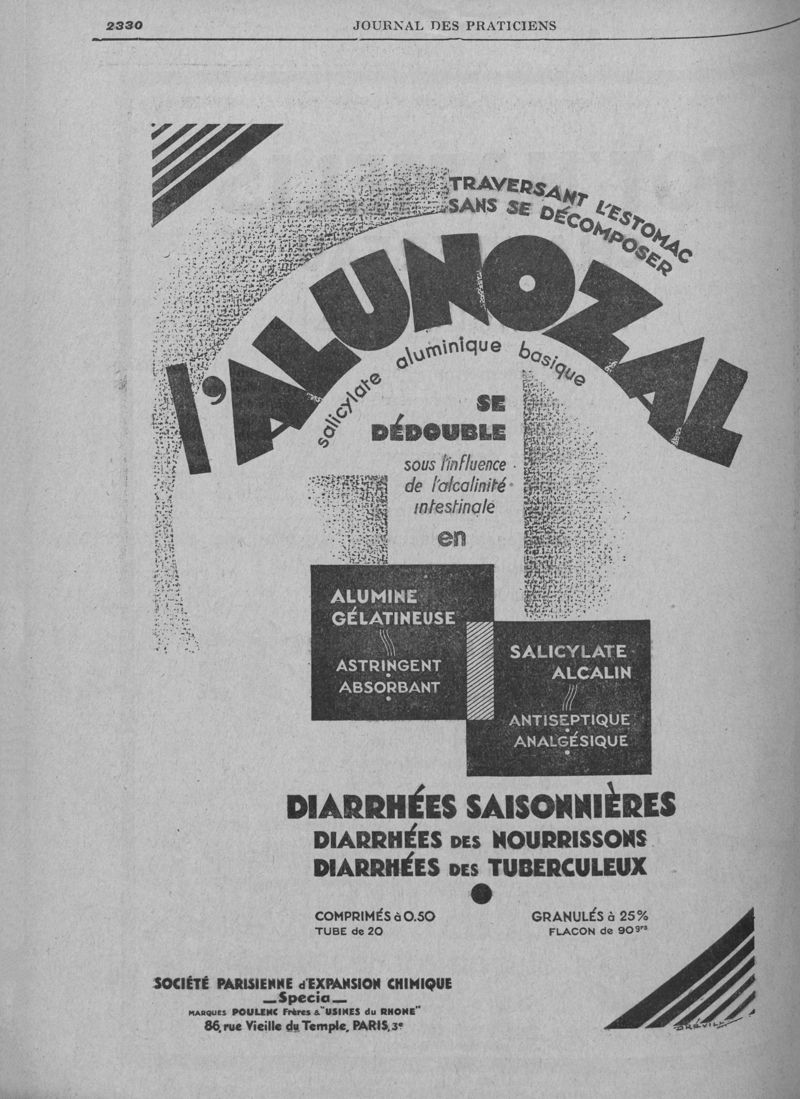 2330
JOURNAL DES PRATICIENS
TRAVERSANT L'ESTOMAC
SANS SE DÉCOMPOSER
l'ALUNOZAL
salicylate aluminique basique
SE
DÉDOUBLE
sous l'influence
de l'alcalinité
intestinale
en
ALUMINE
GÉLATINEUSE
ASTRINGENT
ABSORBANT
SALICYLATE
ALCALIN
ANTISEPTIQUE
ANALGÉSIQUE
DIARRHÉES SAISONNIÈRES
DIARRHÉES DES NOURRISSONS
DIARRHÉES DES TUBERCULEUX
COMPRIMÉS à 0.50
TUBE de 20
GRANULÉS à 25%
FLACON de 90 grs
SOCIÉTÉ PARISIENNE d'EXPANSION CHIMIQUE
_Specia_
MARQUES POULENC Frères & "USINES du RHONE"
86, rue Vieille du Temple, PARIS, 3e